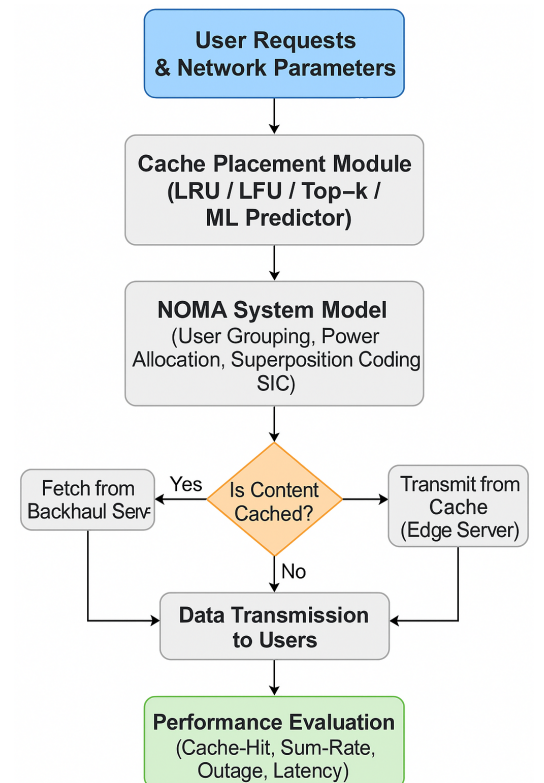 User Requests
& Network Parameters
Cache Placement Module
(LRU / LFU / Top–k /
ML Predictor)
NOMA System Model
(User Grouping, Power
Allocation, Superposition Coding
SIC)
Is Content
Cached?
Yes
Fetch from
Backhaul
Transmit from
Cache
(Edge Server)
No
Data Transmission
to Users
Performance Evaluation
(Cache-Hit, Sum-Rate,
Outage, Latency)